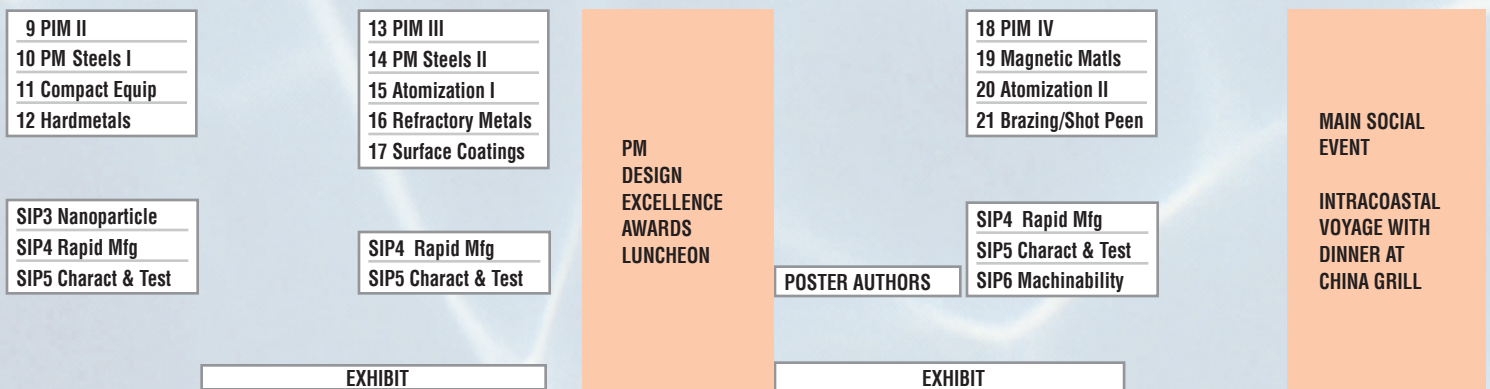 9 PIM II
10 PM Steels I
11 Compact Equip
12 Hardmetals
SIP3 Nanoparticle
SIP4 Rapid Mfg
SIP5 Charact & Test
13 PIM III
14 PM Steels II
15 Atomization I
16 Refractory Metals
17 Surface Coatings
SIP4 Rapid Mfg
SIP5 Charact & Test
EXHIBIT
PM
DESIGN
EXCELLENCE
AWARDS
LUNCHEON
POSTER AUTHORS
18 PIM IV
19 Magnetic Matls
20 Atomization II
21 Brazing/Shot Peen
SIP4 Rapid Mfg
SIP5 Charact & Test
SIP6 Machinability
EXHIBIT
MAIN SOCIAL
EVENT
INTRACOASTAL
VOYAGE WITH
DINNER AT
CHINA GRILL